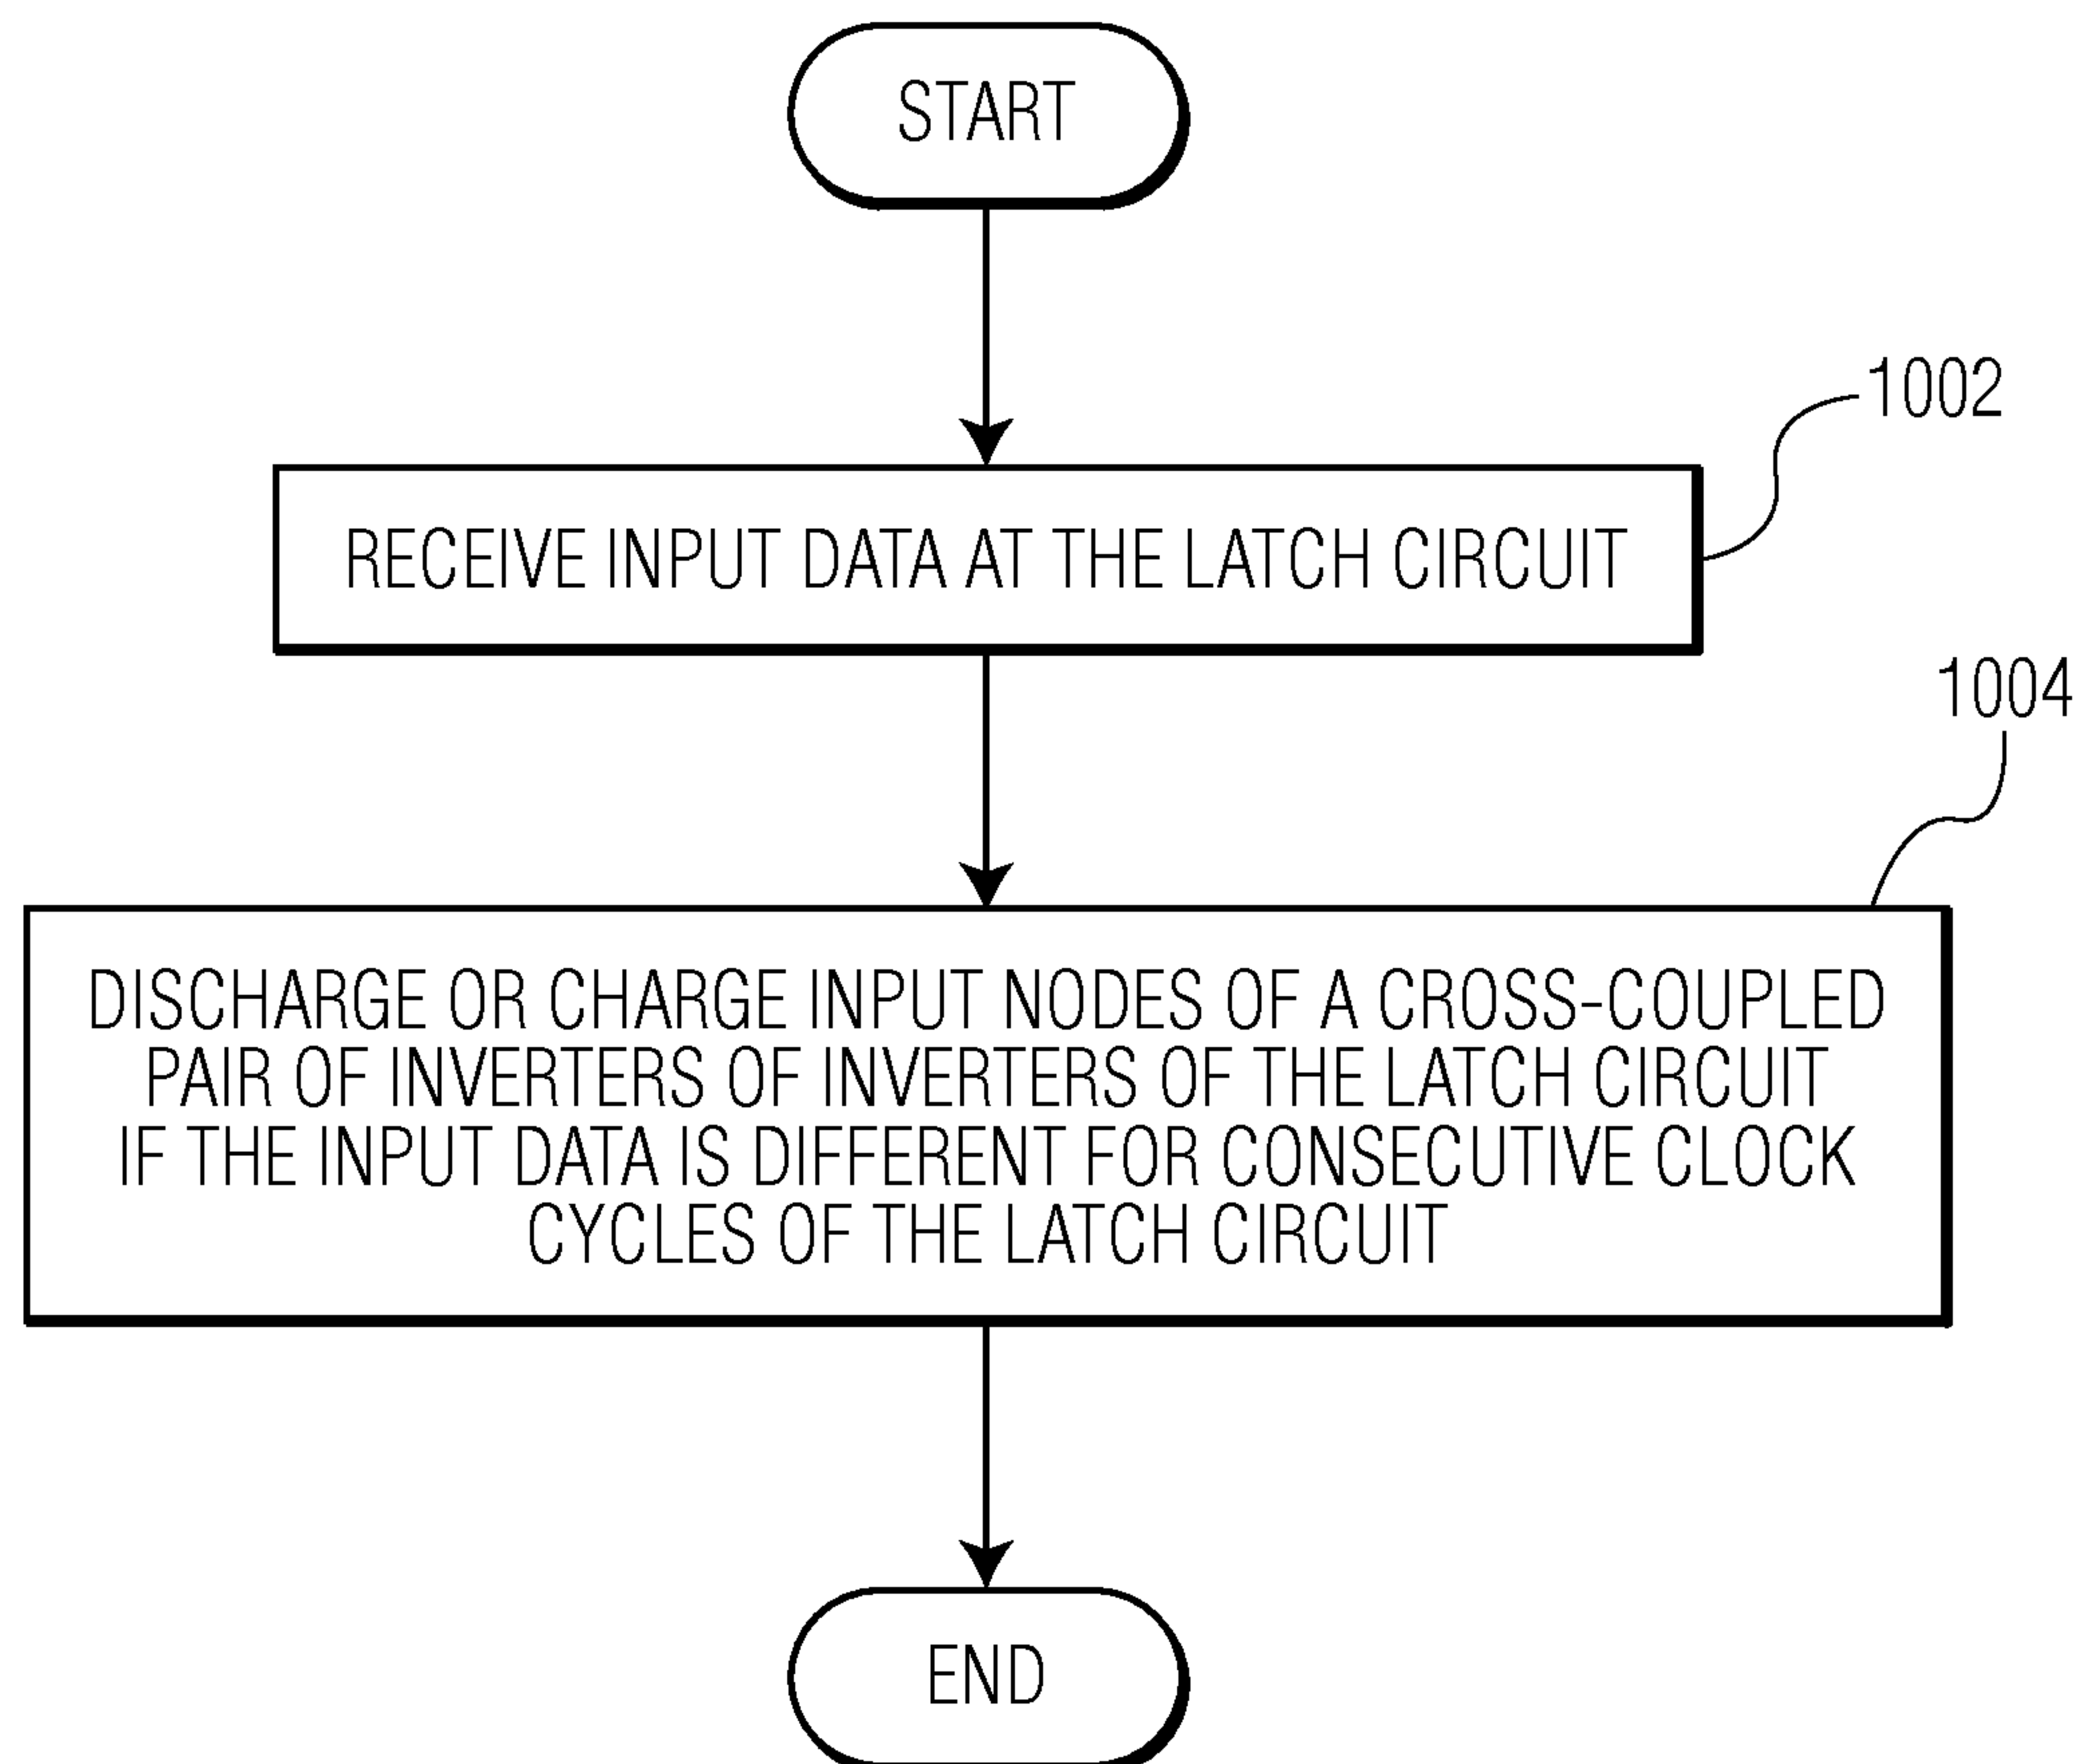 START
1002
RECEIVE INPUT DATA AT THE LATCH CIRCUIT
1004
DISCHARGE OR CHARGE INPUT NODES OF A CROSS-COUPLED
PAIR OF INVERTERS OF INVERTERS OF THE LATCH CIRCUIT
IF THE INPUT DATA IS DIFFERENT FOR CONSECUTIVE CLOCK
CYCLES OF THE LATCH CIRCUIT
END